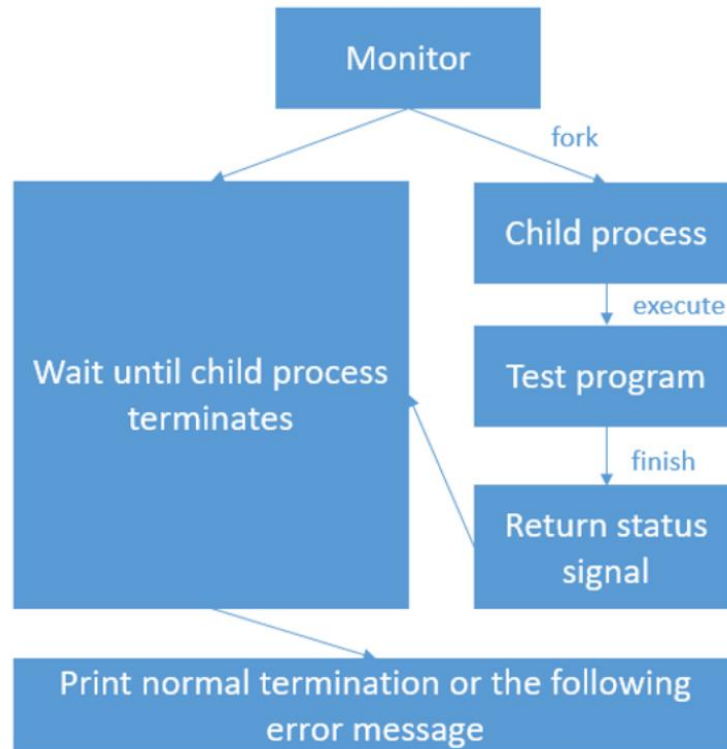 Monitor
fork
Child process
execute
Wait until child process
terminates
Test program
finish
Return status
signal
Print normal termination or the following
error message